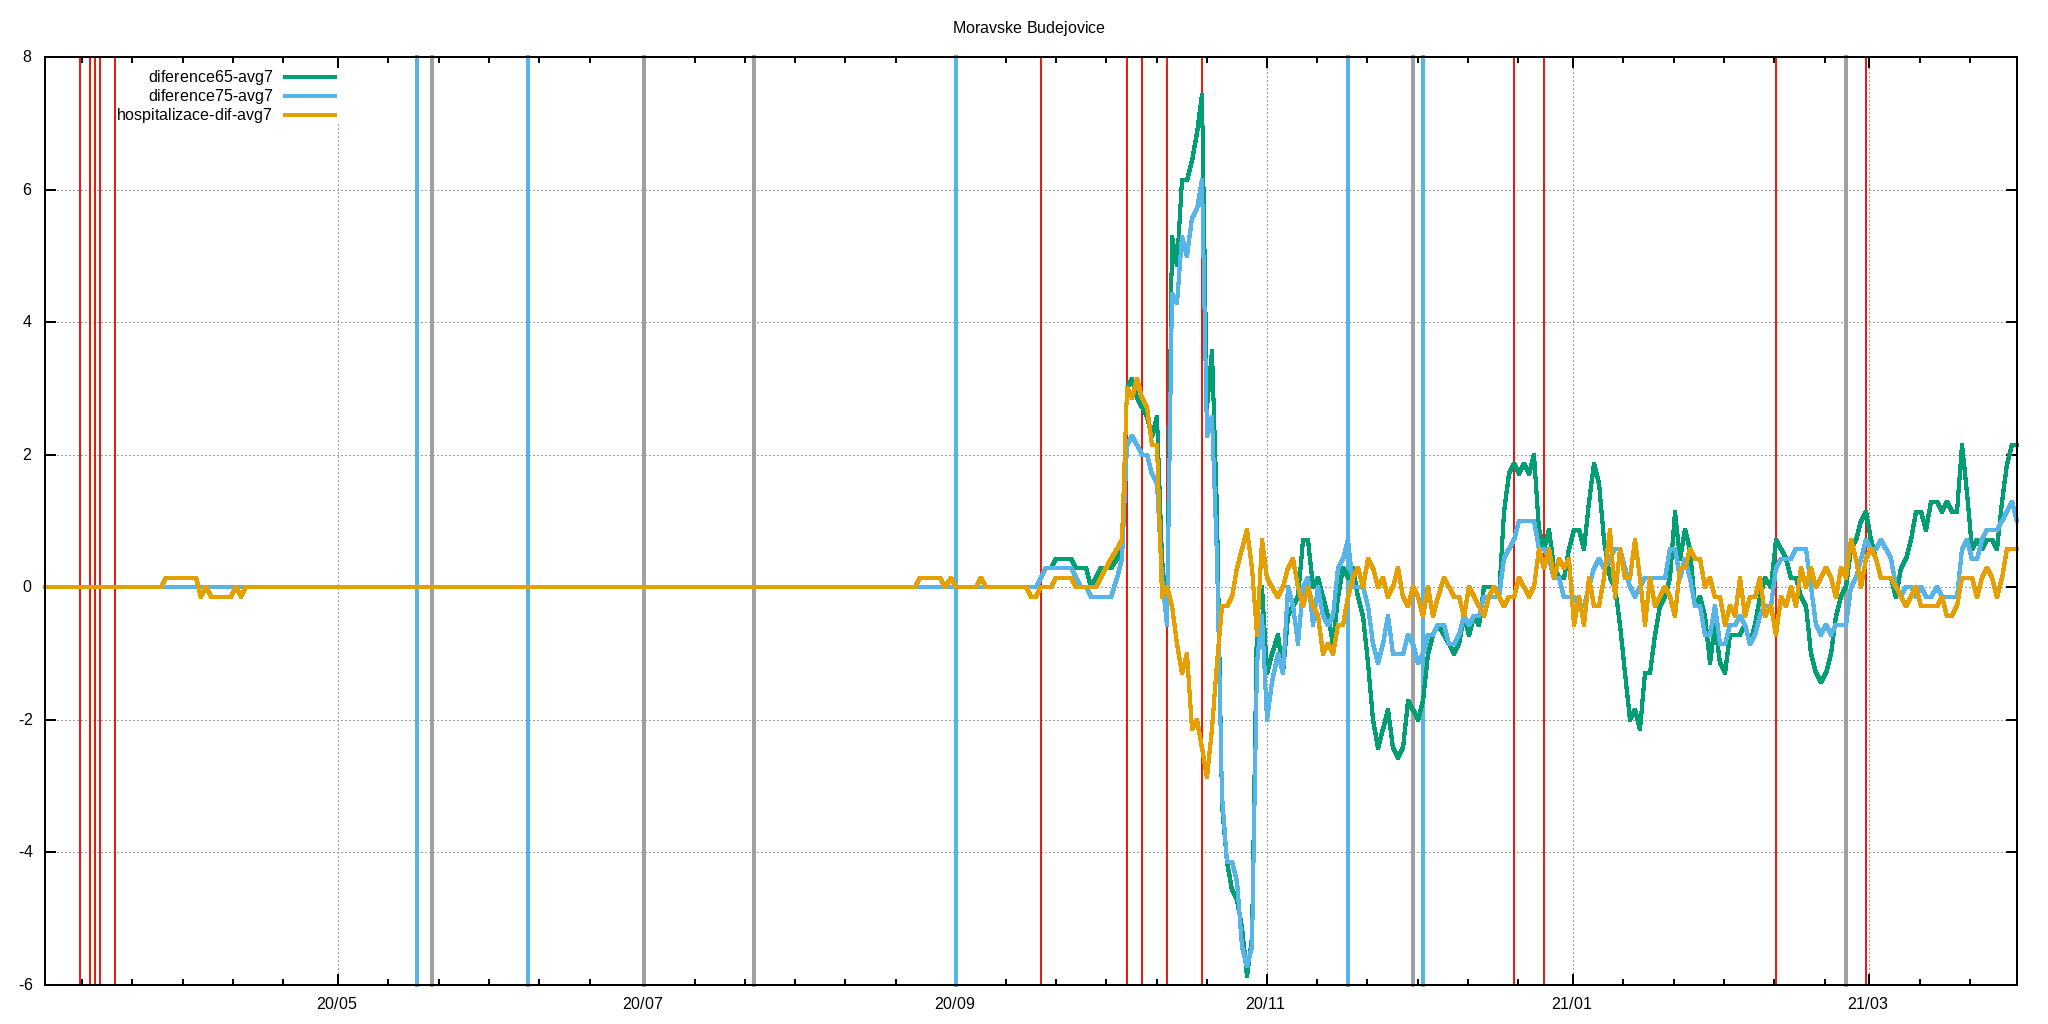 Moravske Budejovice
8
diference65-avg7
diference75-avg7
hospitalizace-dif-avg7
6
4
2
0
-2
-4
-6
20/05 20/07 20/09 20/11 21/01 21/03